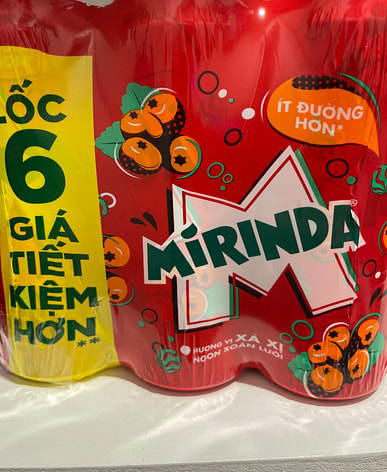 LỐC
6
GIÁ
TIẾT
KIỆM
HƠN**
ÍT ĐƯỜNG
HƠN*
MIRINDA
M
HƯƠNG VỊ XÁ XỊ
NGON XOẮN LƯỠI